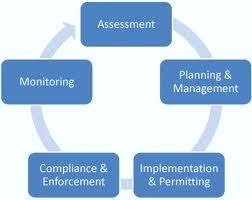 Assessment
Planning &
Management
Implementation
& Permitting
Compliance &
Enforcement
Monitoring